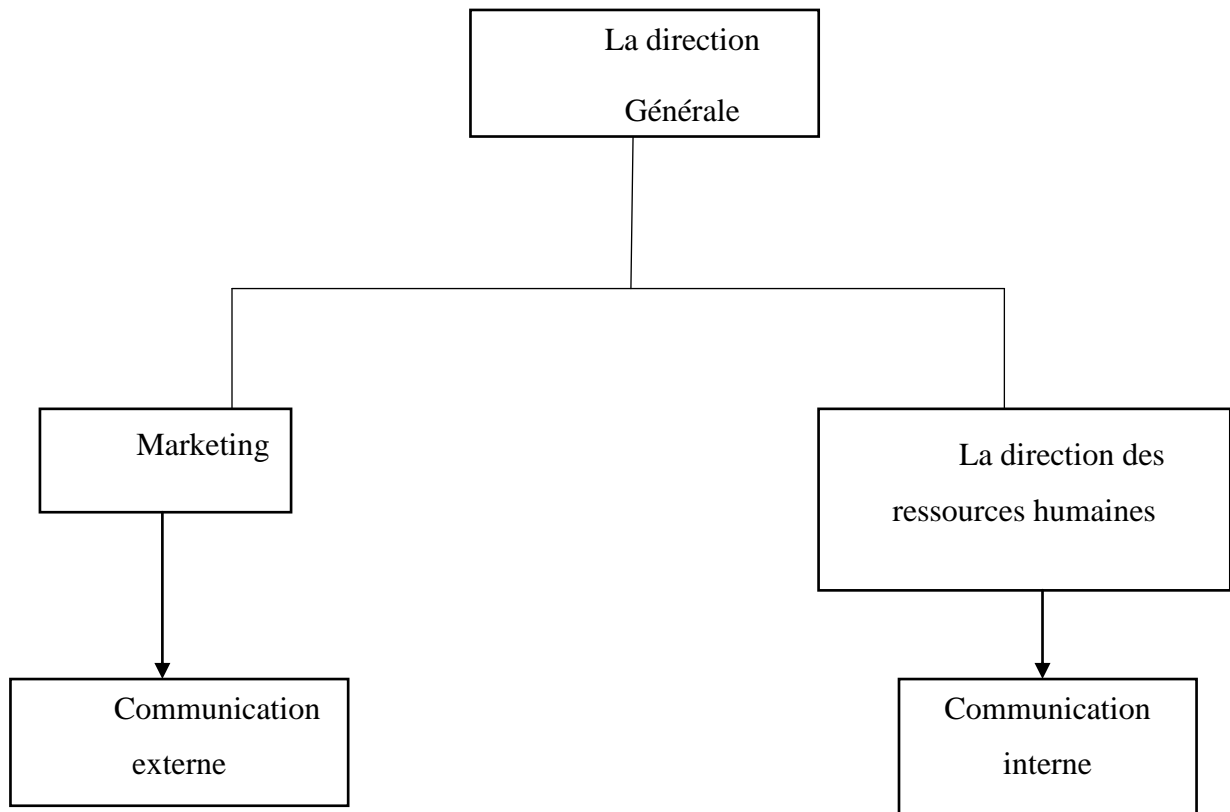 La direction
Générale
Marketing
La direction des
ressources humaines
Communication
externe
Communication
interne